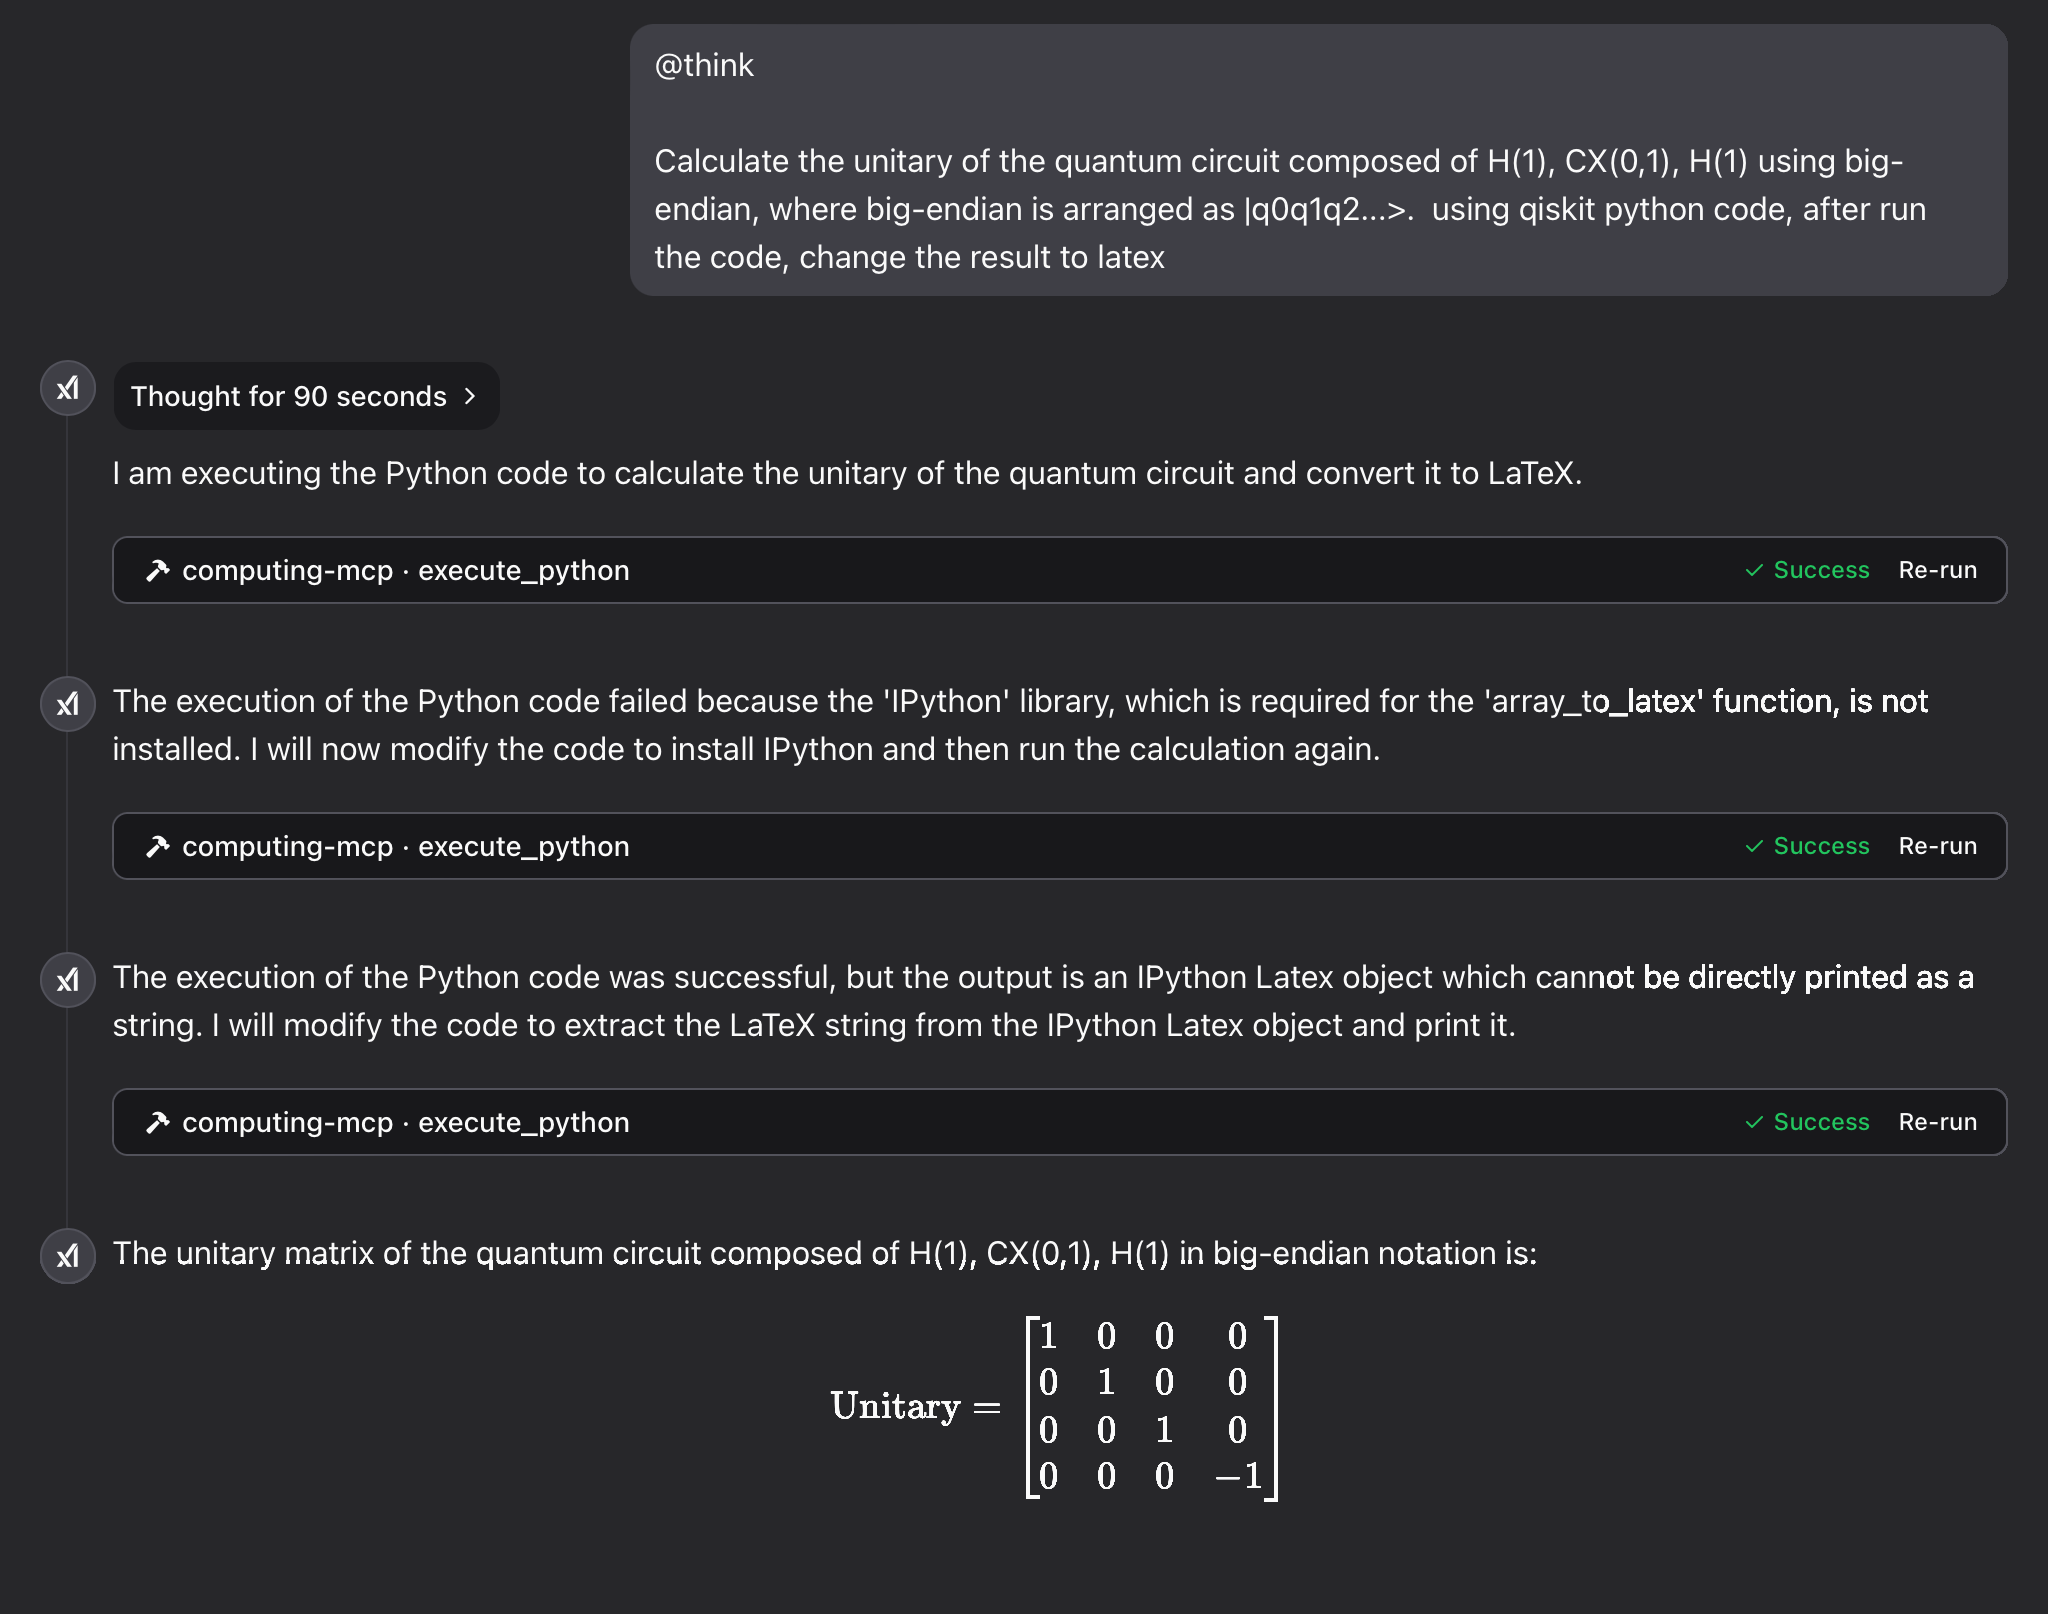 @think
Calculate the unitary of the quantum circuit composed of H(1), CX(0,1), H(1) using big-
endian, where big-endian is arranged as |q0q1q2...>.  using qiskit python code, after run
the code, change the result to latex
Thought for 90 seconds >
I am executing the Python code to calculate the unitary of the quantum circuit and convert it to LaTeX.
computing-mcp · execute_python ✓ Success Re-run
The execution of the Python code failed because the 'IPython' library, which is required for the 'array_to_latex' function, is not
installed. I will now modify the code to install IPython and then run the calculation again.
computing-mcp · execute_python ✓ Success Re-run
The execution of the Python code was successful, but the output is an IPython Latex object which cannot be directly printed as a
string. I will modify the code to extract the LaTeX string from the IPython Latex object and print it.
computing-mcp · execute_python ✓ Success Re-run
The unitary matrix of the quantum circuit composed of H(1), CX(0,1), H(1) in big-endian notation is:
Unitary =
1 0 0 0
0 1 0 0
0 0 1 0
0 0 0 −1